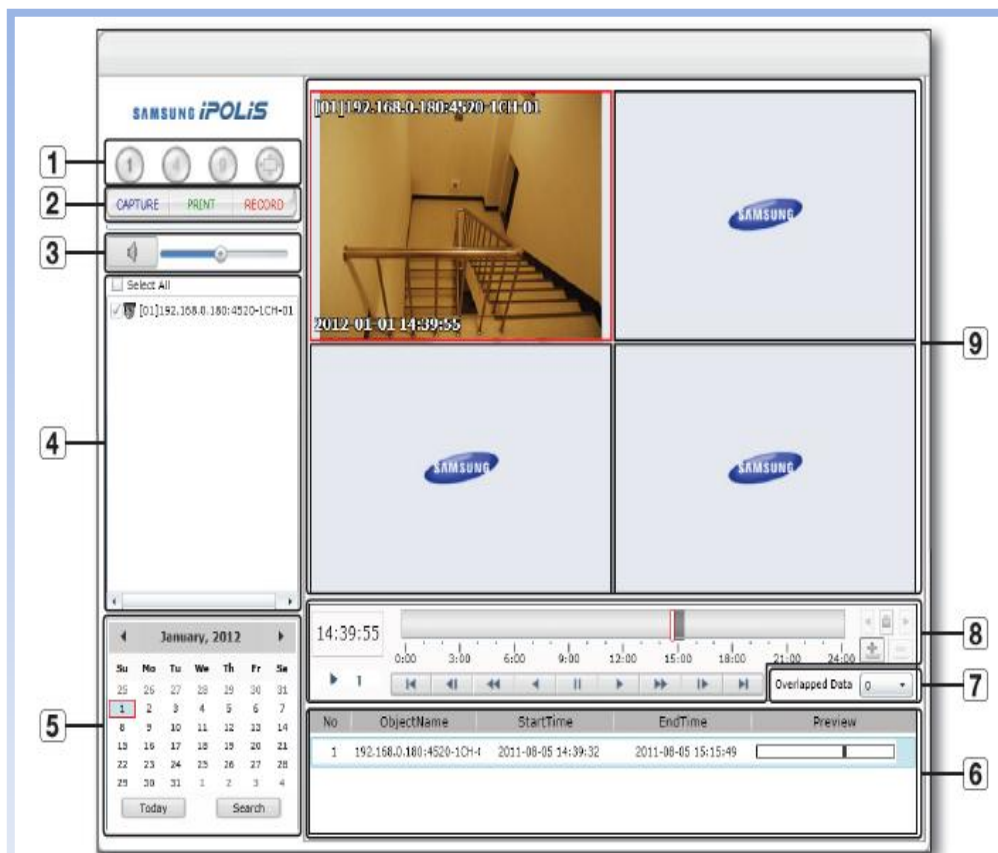 SAMSUNG iPOLiS
1
1 4 9
2
CAPTURE PRINT RECORD
3
Select All
[01]192.168.0.180:4520-1CH-01
4
January, 2012
Su Mo Tu We Th Fr Sa
25 26 27 28 29 30 31
1 2 3 4 5 6 7
8 9 10 11 12 13 14
15 16 17 18 19 20 21
22 23 24 25 26 27 28
29 30 31 1 2 3 4
5
Today Search
[01]192.168.0.180:4520-1CH-01
2012-01-01 14:39:55
SAMSUNG
SAMSUNG
SAMSUNG
9
14:39:55
0:00 3:00 6:00 9:00 12:00 15:00 18:00 21:00 24:00
8
1
Overlapped Data 0
7
No ObjectName StartTime EndTime Preview
1 192.168.0.180:4520-1CH-( 2011-08-05 14:39:32 2011-08-05 15:15:49
6